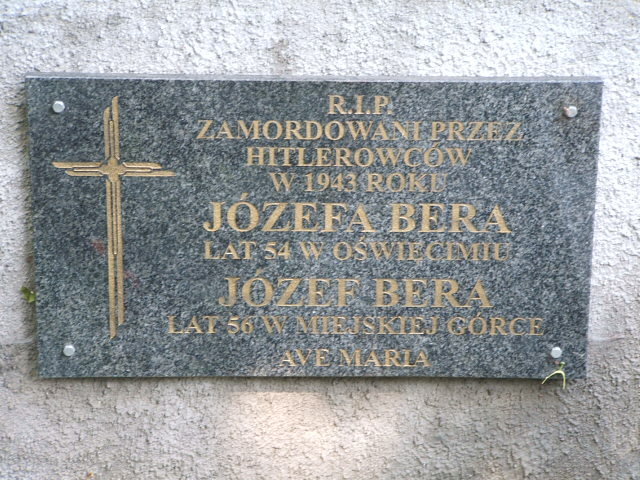 R.I.P.
ZAMORDOWANI PRZEZ
HITLEROWCÓW
W 1943 ROKU
JÓZEFA BERA
LAT 54 W OŚWIĘCIMIU
JÓZEF BERA
LAT 56 W MIEJSKIEJ GÓRCE
AVE MARIA